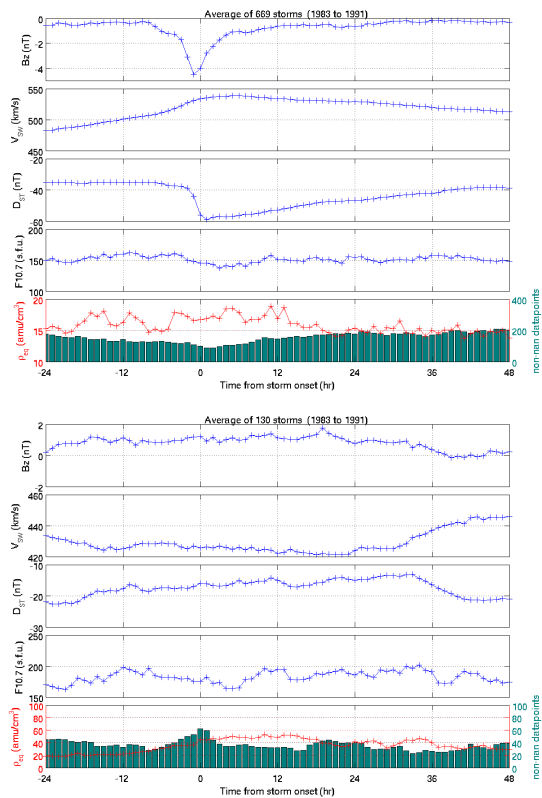 Average of 669 storms (1983 to 1991)
0
-2
-4
Bz (nT)
550
500
450
V_SW (km/s)
-20
-40
-60
D_ST (nT)
200
150
100
F10.7 (s.f.u.)
20
15
10
ρ_eq (amu/cm³)
400
200
0
non-nan datapoints
-24 -12 0 12 24 36 48
Time from storm onset (hr)
Average of 130 storms (1983 to 1991)
2
0
-2
Bz (nT)
460
440
420
V_SW (km/s)
-10
-20
-30
D_ST (nT)
250
200
150
F10.7 (s.f.u.)
100
80
60
40
20
0
ρ_eq (amu/cm³)
100
80
60
40
20
0
non-nan datapoints
-24 -12 0 12 24 36 48
Time from storm onset (hr)